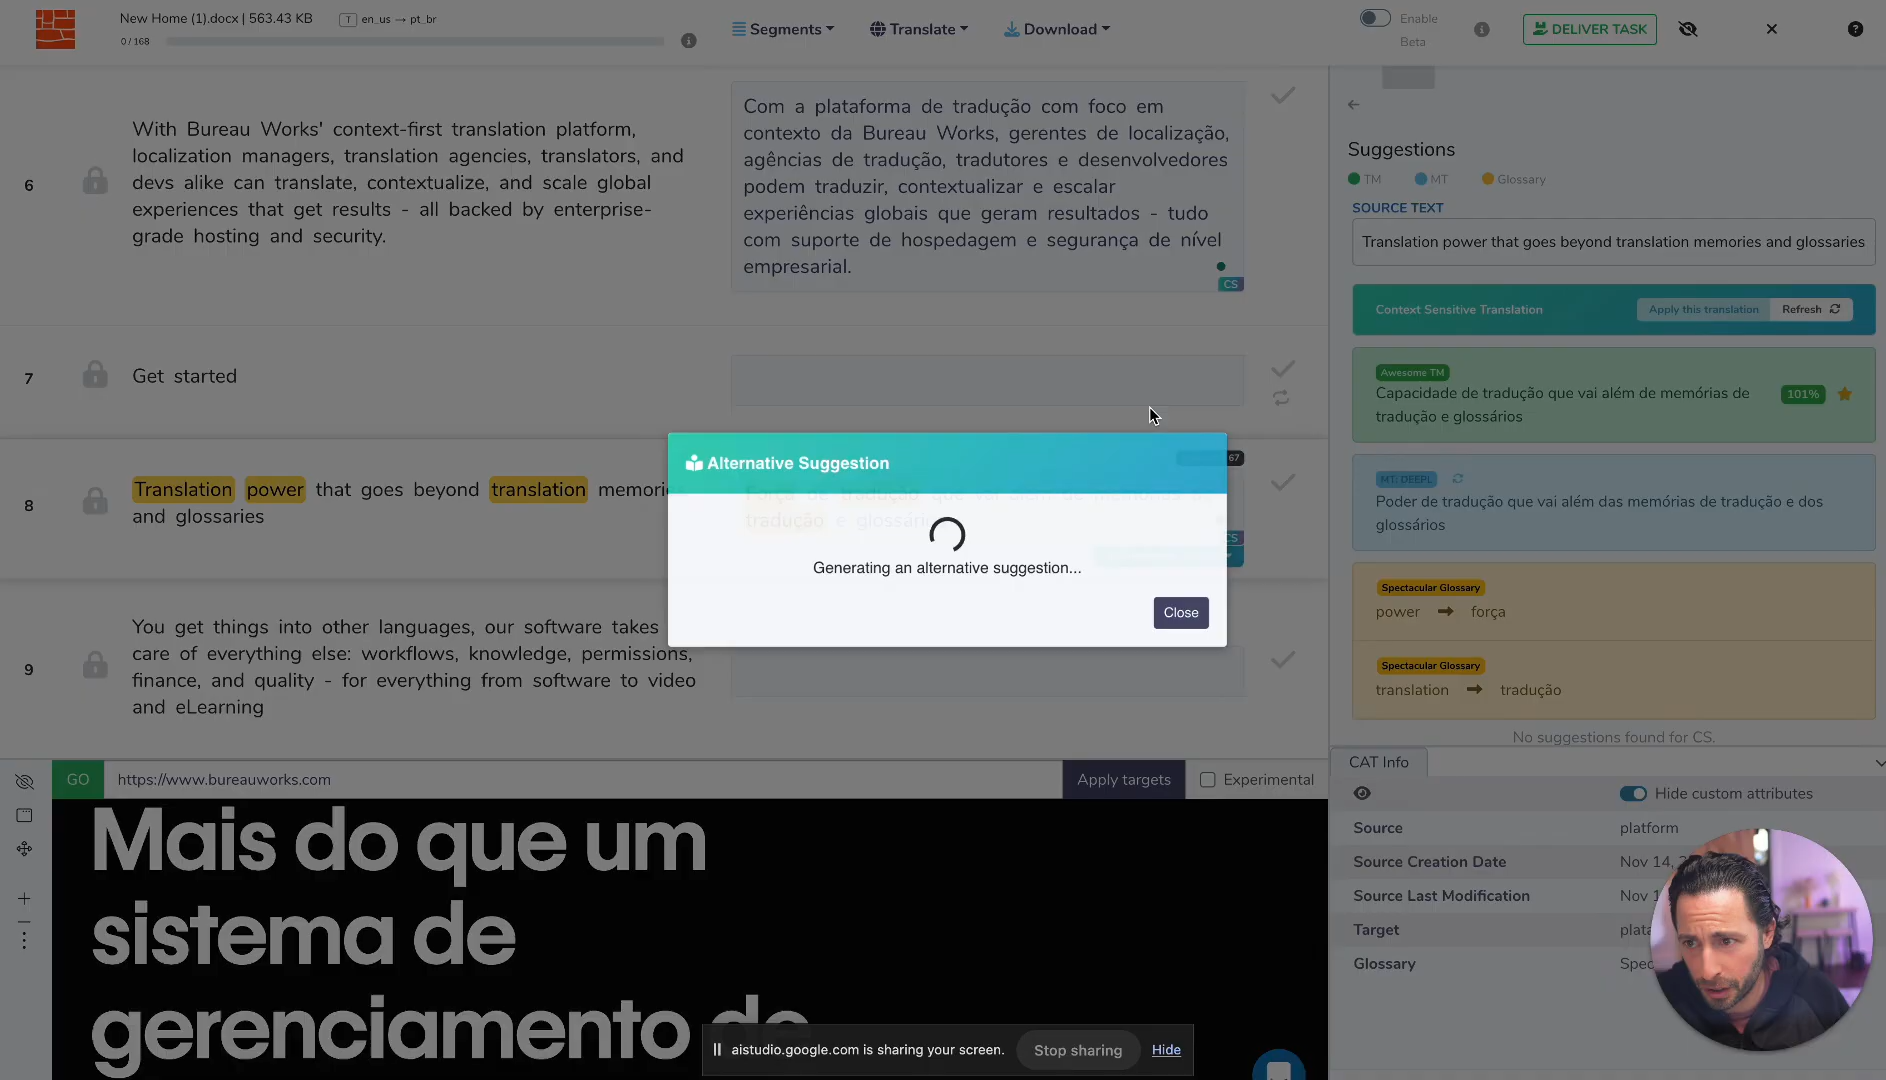 New Home (1).docx | 563.43 KB
T en_us → pt_br
0 / 168
Segments
Translate
Download
Enable
Beta
DELIVER TASK
6
With Bureau Works' context-first translation platform,
localization managers, translation agencies, translators, and
devs alike can translate, contextualize, and scale global
experiences that get results - all backed by enterprise-
grade hosting and security.
Com a plataforma de tradução com foco em
contexto da Bureau Works, gerentes de localização,
agências de tradução, tradutores e desenvolvedores
podem traduzir, contextualizar e escalar
experiências globais que geram resultados - tudo
com suporte de hospedagem e segurança de nível
empresarial.
CS
7
Get started
8
Translation power that goes beyond translation
and glossaries
67
Alternative Suggestion
tradução e
Generating an alternative suggestion...
Close
9
You get things into other languages, our software takes
care of everything else: workflows, knowledge, permissions,
finance, and quality - for everything from software to video
and eLearning
Suggestions
TM
MT
Glossary
SOURCE TEXT
Translation power that goes beyond translation memories and glossaries
Context Sensitive Translation
Apply this translation
Refresh
Awesome TM
Capacidade de tradução que vai além de memórias de
tradução e glossários
101%
MT: DEEPL
Poder de tradução que vai além das memórias de tradução e dos
glossários
Spectacular Glossary
power → força
Spectacular Glossary
translation → tradução
No suggestions found for CS.
CAT Info
Hide custom attributes
Source platform
Source Creation Date Nov 14,
Source Last Modification Nov
Target
Glossary
GO
https://www.bureauworks.com
Apply targets
Experimental
Mais do que um
sistema de
gerenciamento de
aistudio.google.com is sharing your screen.
Stop sharing
Hide